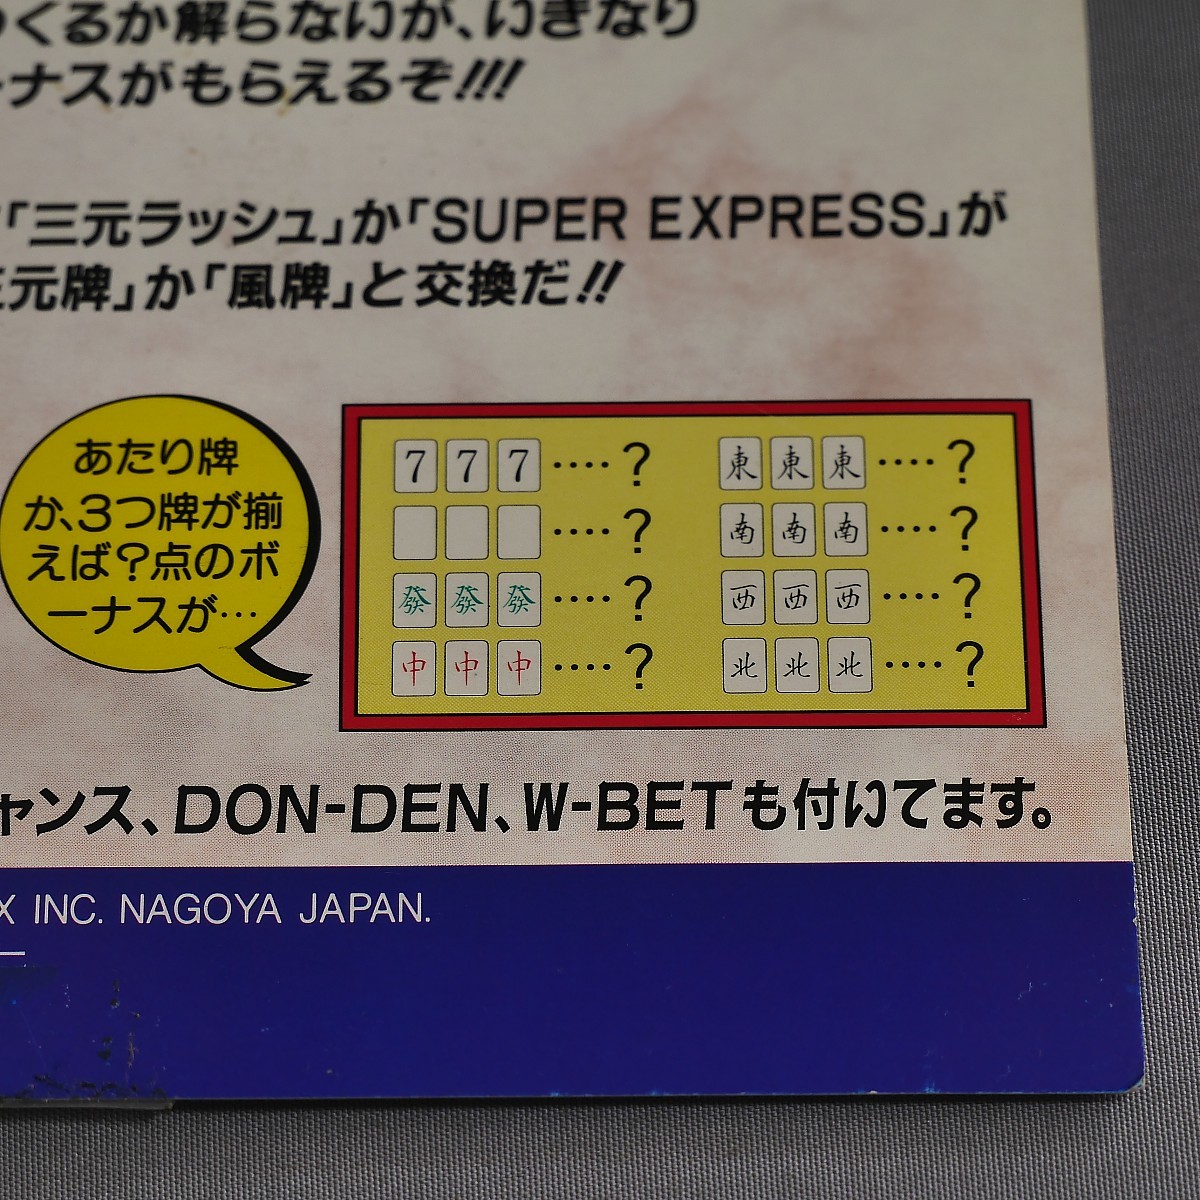 くるか解らないが、いきなり
ーナスがもらえるぞ!!!
「三元ラッシュ」か「SUPER EXPRESS」が
元牌」か「風牌」と交換だ!!
あたり牌
か、3つ牌が揃
えば?点のボ
ーナスが…
7 7 7 ····?
東 東 東 ····?
····?
南 南 南 ····?
發 發 發 ····?
西 西 西 ····?
中 中 中 ····?
北 北 北 ····?
ャンス、DON-DEN、W-BETも付いてます。
X INC. NAGOYA JAPAN.